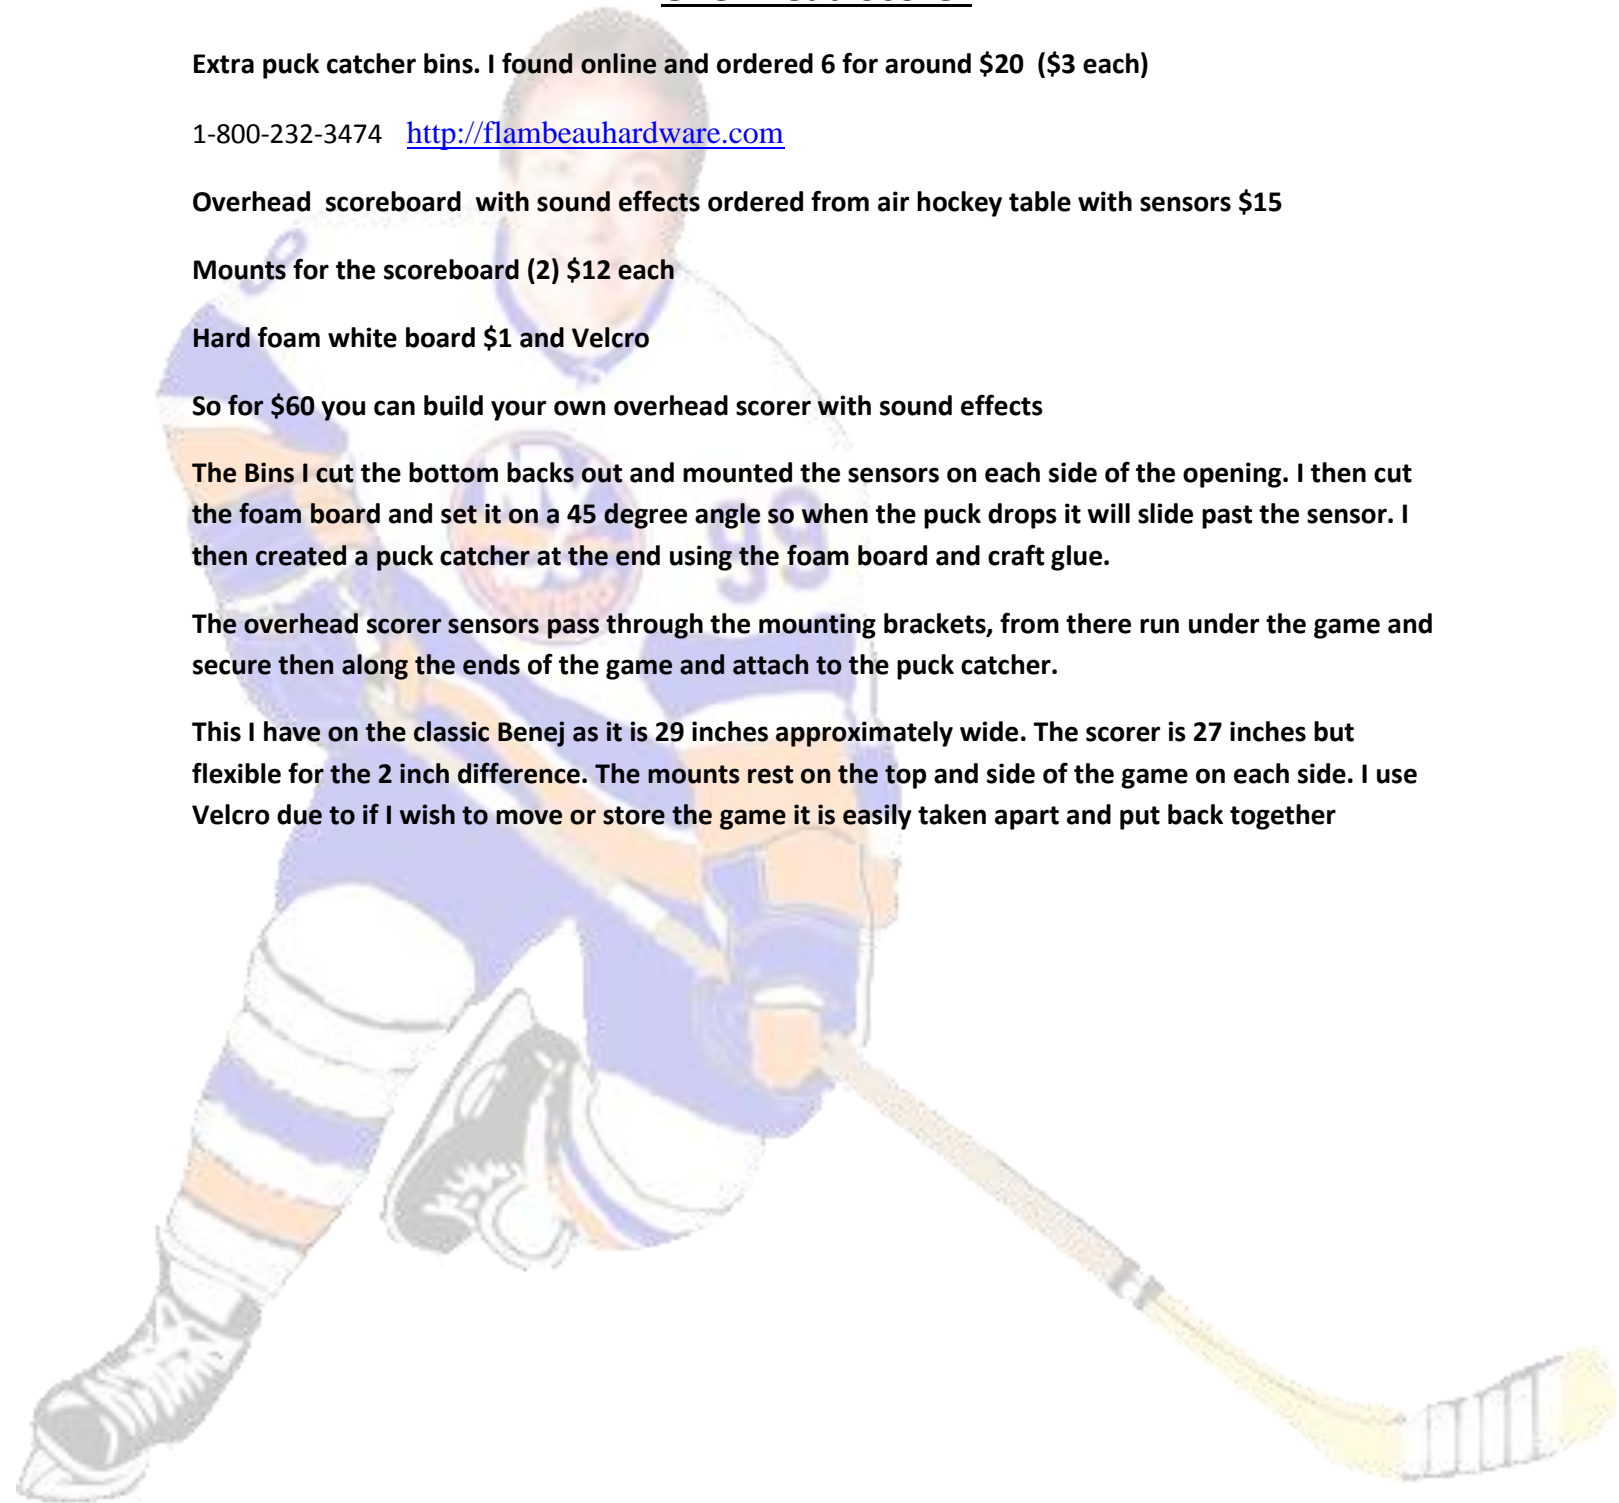 Extra puck catcher bins. I found online and ordered 6 for around $20  ($3 each)
1-800-232-3474   http://flambeauhardware.com
Overhead  scoreboard  with sound effects ordered from air hockey table with sensors $15
Mounts for the scoreboard (2) $12 each
Hard foam white board $1 and Velcro
So for $60 you can build your own overhead scorer with sound effects
The Bins I cut the bottom backs out and mounted the sensors on each side of the opening. I then cut
the foam board and set it on a 45 degree angle so when the puck drops it will slide past the sensor. I
then created a puck catcher at the end using the foam board and craft glue.
The overhead scorer sensors pass through the mounting brackets, from there run under the game and
secure then along the ends of the game and attach to the puck catcher.
This I have on the classic Benej as it is 29 inches approximately wide. The scorer is 27 inches but
flexible for the 2 inch difference. The mounts rest on the top and side of the game on each side. I use
Velcro due to if I wish to move or store the game it is easily taken apart and put back together
99